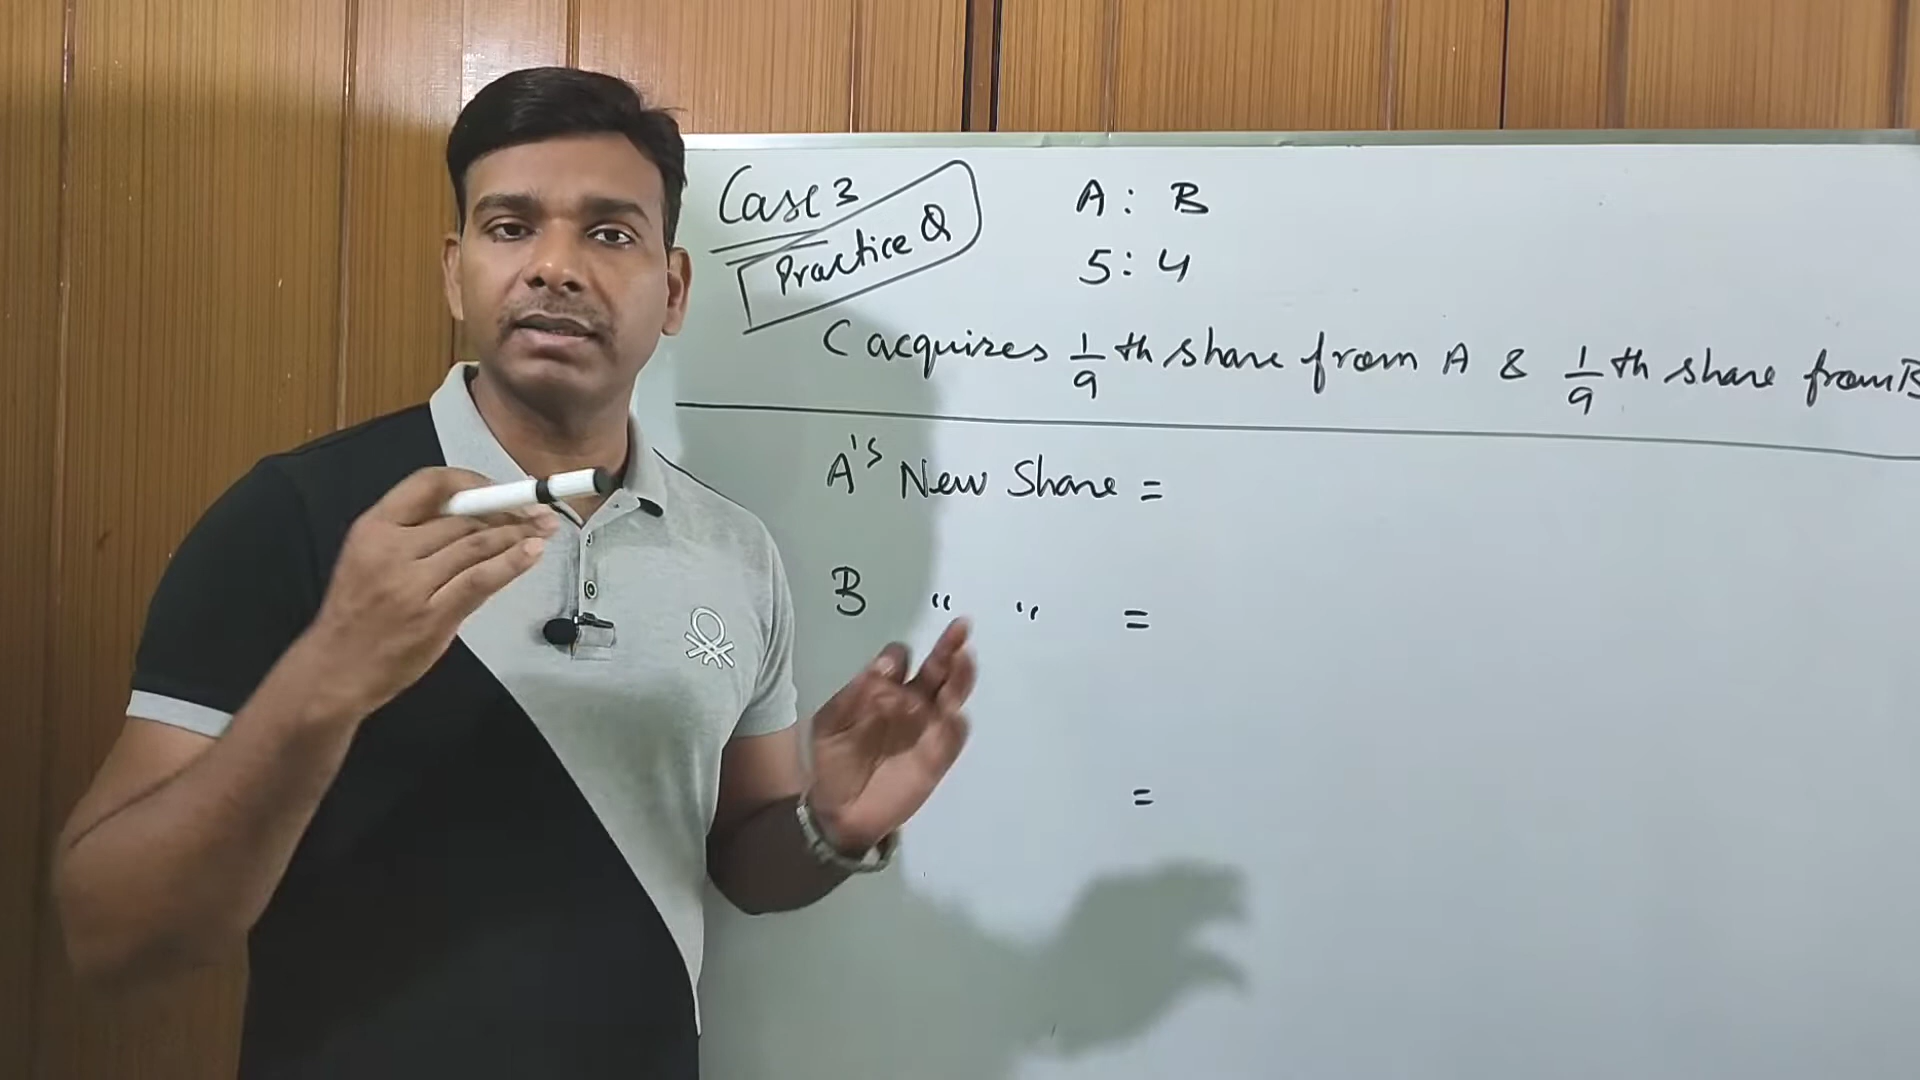 Case 3
Practice Q
A : B
5 : 4
C acquires 1/9 th share from A & 1/9 th share from B
A's New Share =
B " " =
=